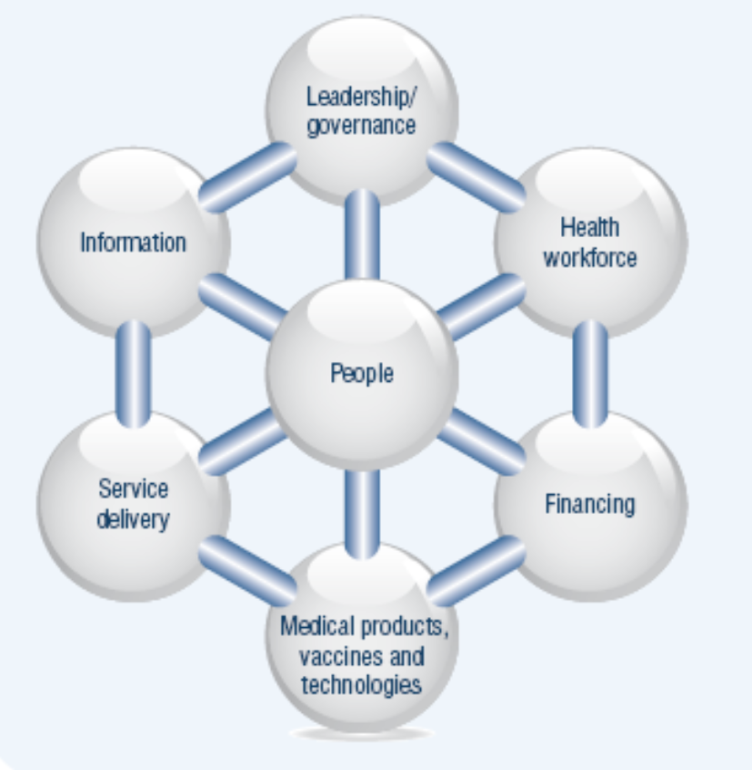 Leadership/
governance
Information
Health
workforce
People
Service
delivery
Financing
Medical products,
vaccines and
technologies